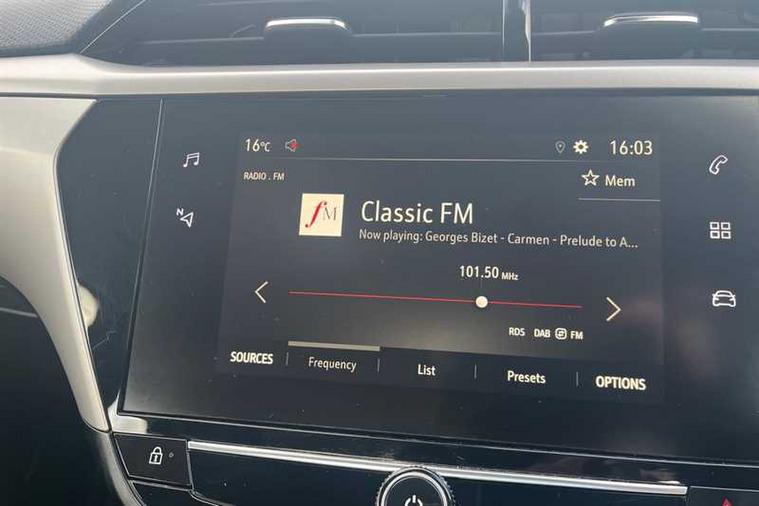 16°C
16:03
RADIO . FM
Mem
fM
Classic FM
Now playing: Georges Bizet - Carmen - Prelude to A...
N
101.50 MHz
RDS DAB FM
SOURCES
Frequency
List
Presets
OPTIONS